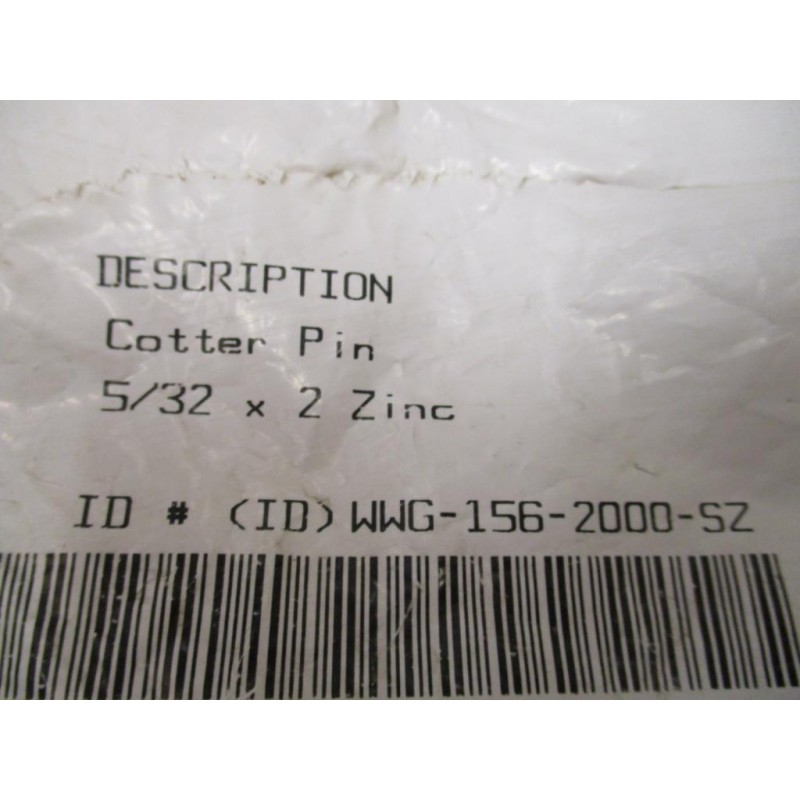 DESCRIPTION
Cotter Pin
5/32 x 2 Zinc
ID # (ID) WWG-156-2000-SZ